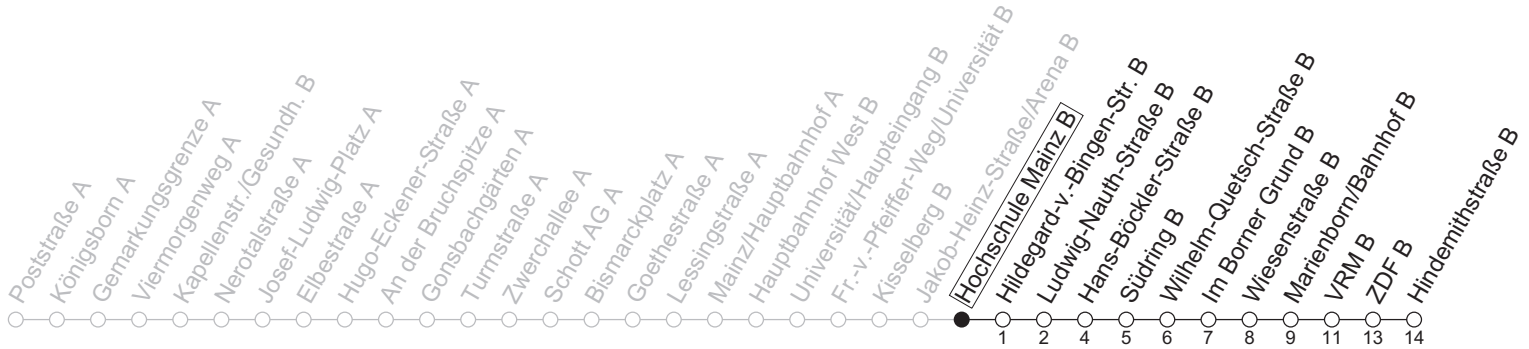 Poststraße A
Königsborn A
Gemarkungsgrenze A
Viermorgenweg A
Kapellenstr./Gesundh. B
Nerotalstraße A
Josef-Ludwig-Platz A
Elbestraße A
Hugo-Eckener-Straße A
An der Bruchspitze A
Gonsbachgärten A
Turmstraße A
Zwerchallee A
Schott AG A
Bismarckplatz A
Goethestraße A
Lessingstraße A
Mainz/Hauptbahnhof A
Hauptbahnhof West B
Universität/Haupteingang B
Fr.-v.-Pfeiffer-Weg/Universität B
Kisselberg B
Jakob-Heinz-Straße/Arena B
Hochschule Mainz B
Hildegard-v.-Bingen-Str. B
Ludwig-Nauth-Straße B
Hans-Böckler-Straße B
Südring B
Wilhelm-Quetsch-Straße B
Im Borner Grund B
Wiesenstraße B
Marienborn/Bahnhof B
VRM B
ZDF B
Hindemithstraße B
1 2 4 5 6 7 8 9 11 13 14